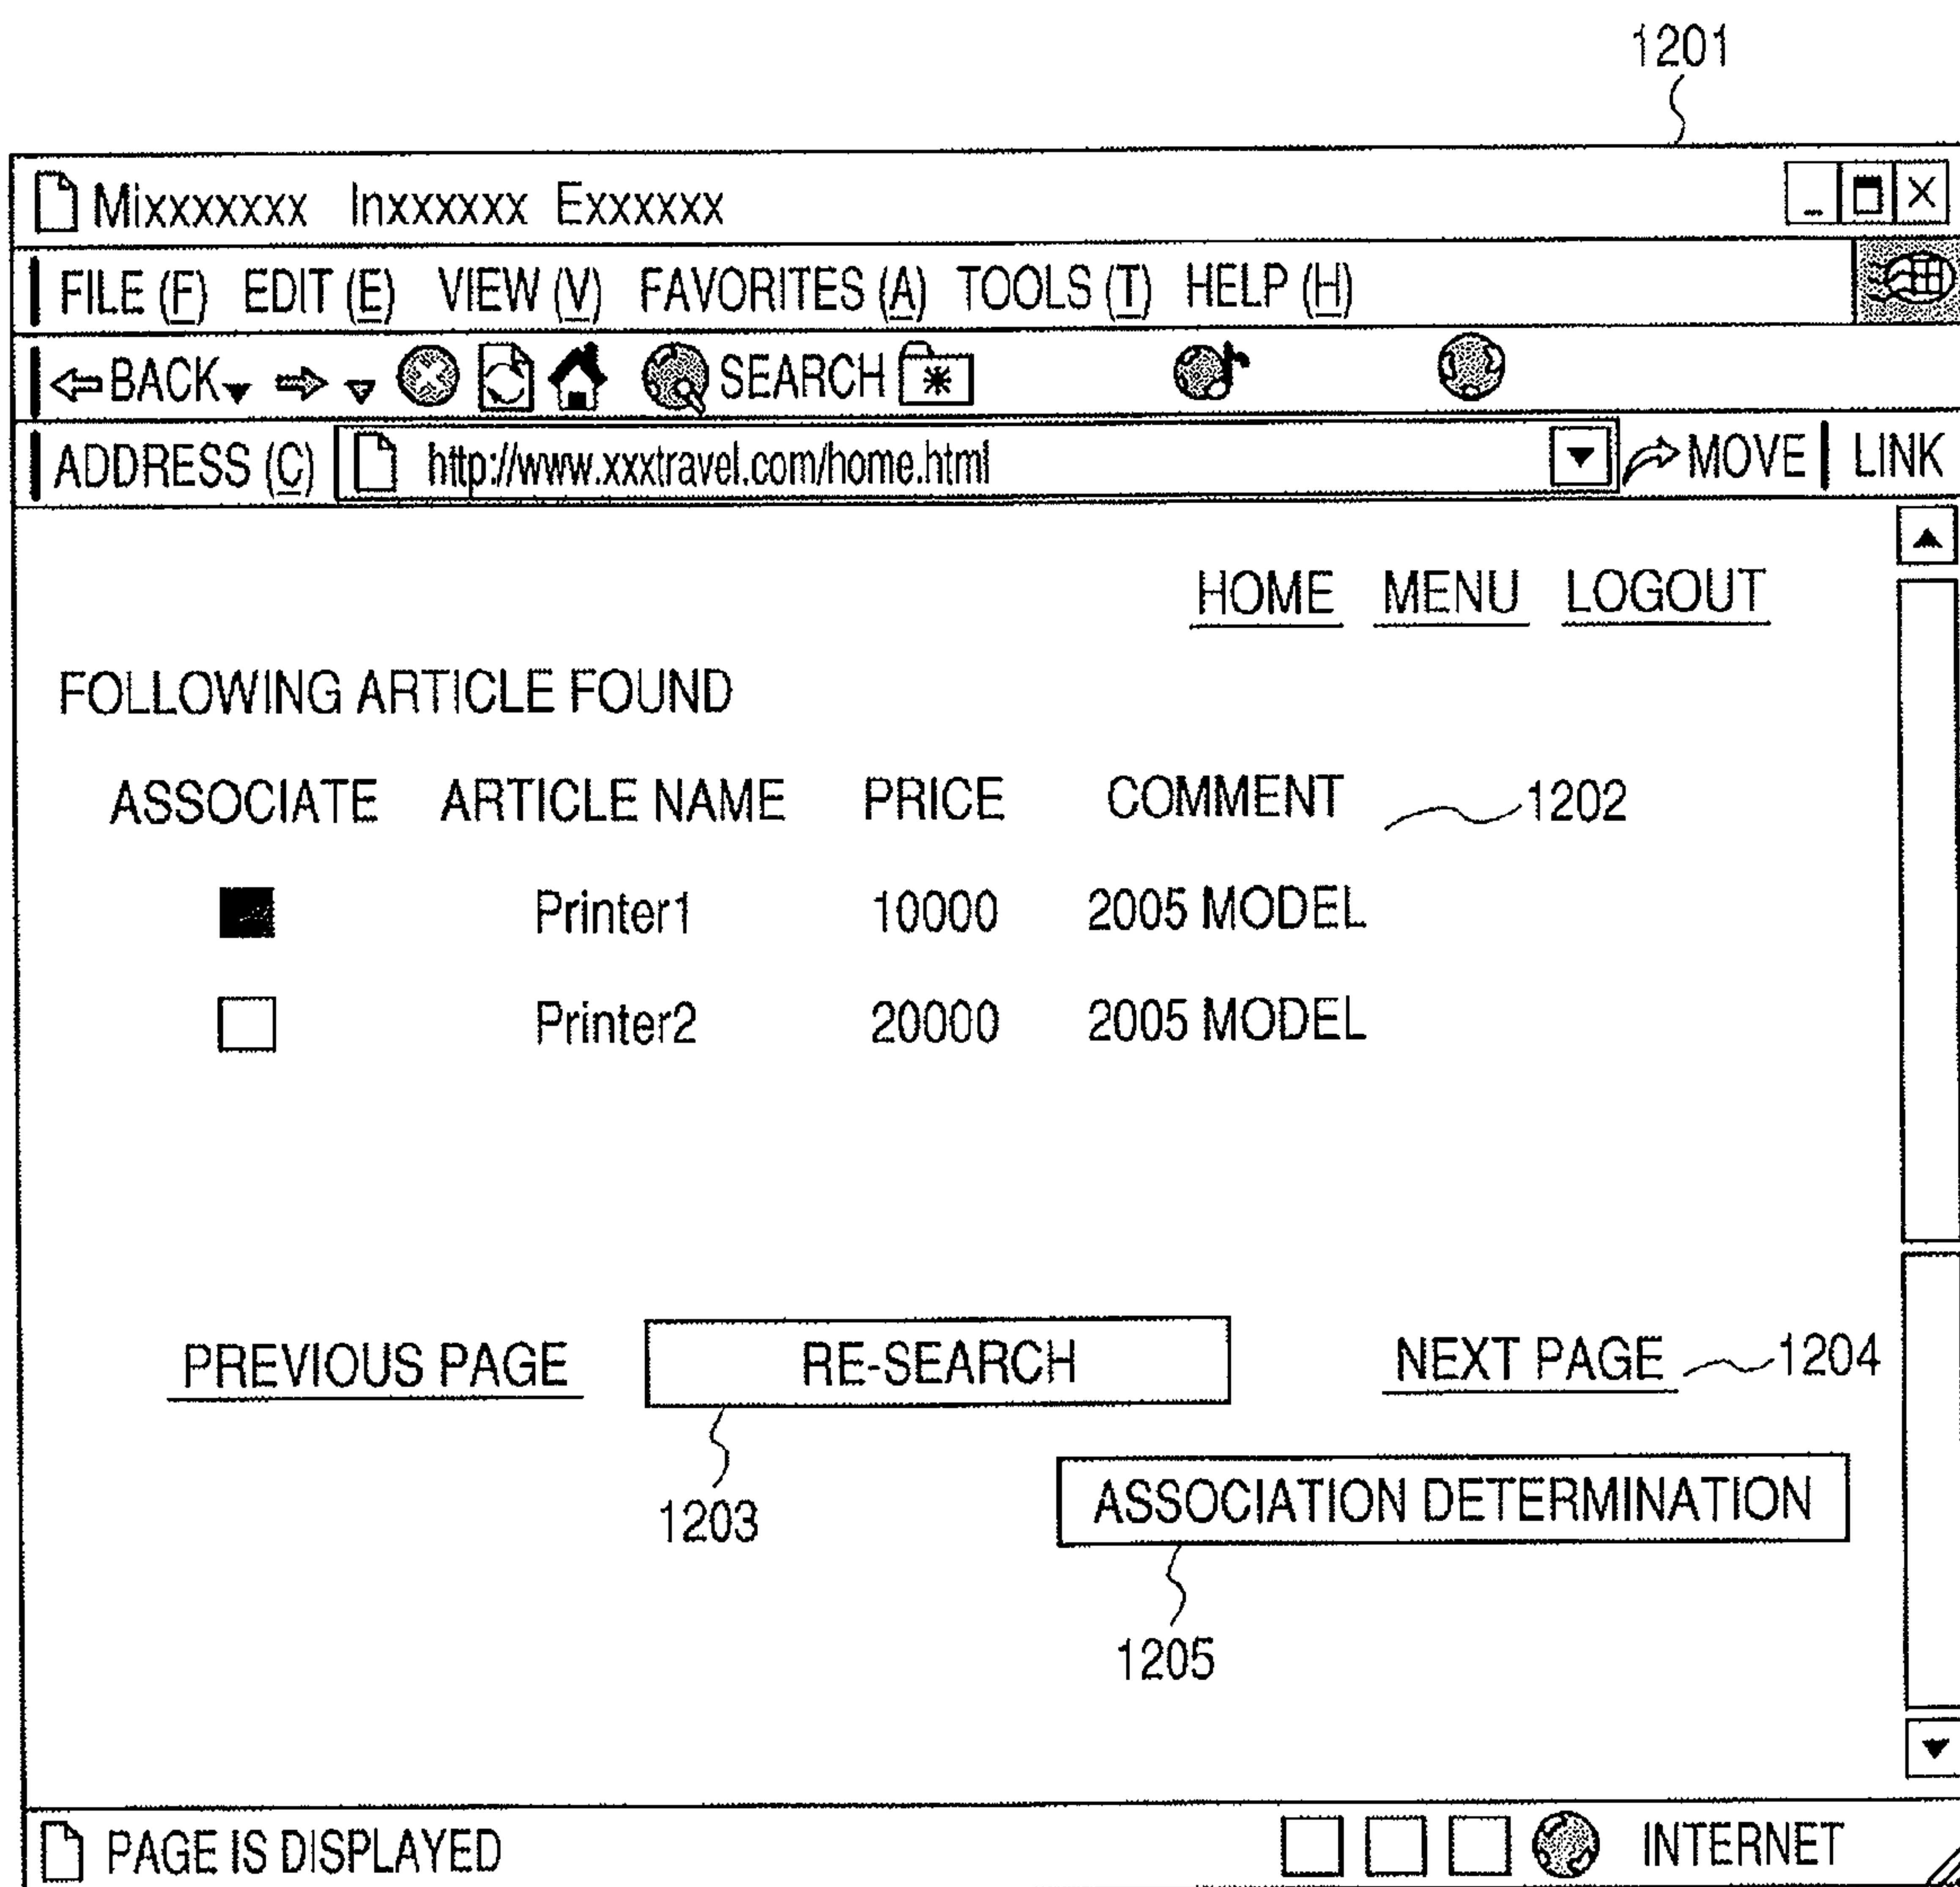 1201
Mixxxxxxx Inxxxxxx Exxxxxx
FILE (F) EDIT (E) VIEW (V) FAVORITES (A) TOOLS (T) HELP (H)
BACK SEARCH
ADDRESS (C) http://www.xxxtravel.com/home.html MOVE LINK
HOME MENU LOGOUT
FOLLOWING ARTICLE FOUND
ASSOCIATE ARTICLE NAME PRICE COMMENT 1202
Printer1 10000 2005 MODEL
Printer2 20000 2005 MODEL
PREVIOUS PAGE RE-SEARCH NEXT PAGE 1204
1203
ASSOCIATION DETERMINATION
1205
PAGE IS DISPLAYED INTERNET